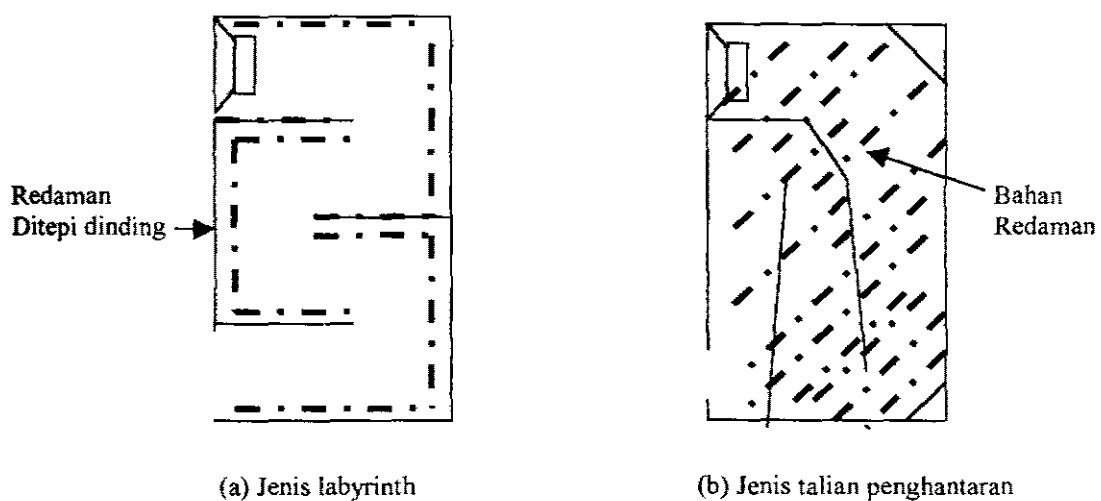 Redaman
Ditepi dinding
Bahan
Redaman
(a) Jenis labyrinth
(b) Jenis talian penghantaran